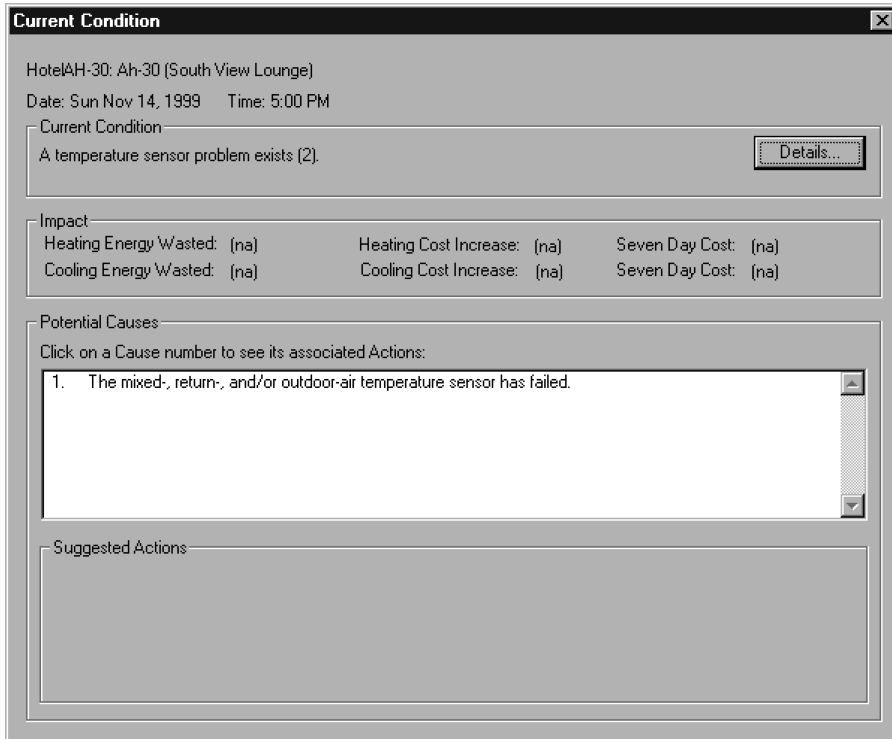 Current Condition
HotelAH-30: Ah-30 (South View Lounge)
Date: Sun Nov 14, 1999 Time: 5:00 PM
Current Condition
A temperature sensor problem exists (2).
Details...
Impact
Heating Energy Wasted: (na) Heating Cost Increase: (na) Seven Day Cost: (na)
Cooling Energy Wasted: (na) Cooling Cost Increase: (na) Seven Day Cost: (na)
Potential Causes
Click on a Cause number to see its associated Actions:
1. The mixed-, return-, and/or outdoor-air temperature sensor has failed.
Suggested Actions